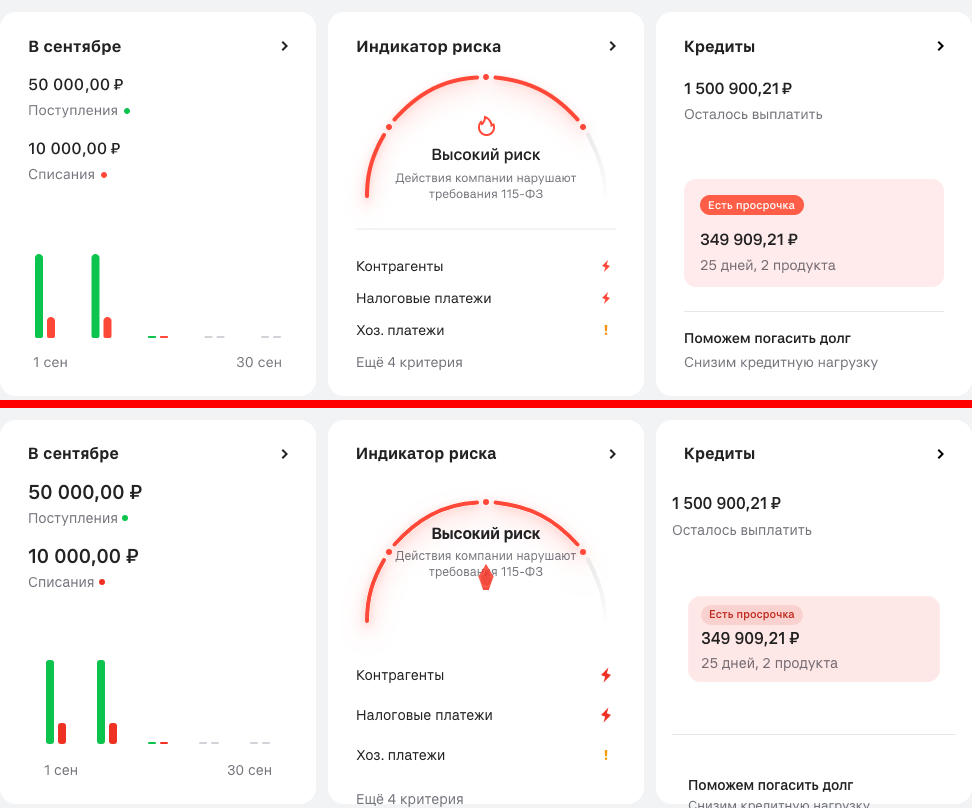 В сентябре
50 000,00 ₽
Поступления
10 000,00 ₽
Списания
1 сен
30 сен
Индикатор риска
Высокий риск
Действия компании нарушают
требования 115-ФЗ
Контрагенты
Налоговые платежи
Хоз. платежи
!
Ещё 4 критерия
Кредиты
1 500 900,21 ₽
Осталось выплатить
Есть просрочка
349 909,21 ₽
25 дней, 2 продукта
Поможем погасить долг
Снизим кредитную нагрузку
В сентябре
50 000,00 ₽
Поступления
10 000,00 ₽
Списания
1 сен
30 сен
Индикатор риска
Высокий риск
Действия компании нарушают
требования 115-ФЗ
Контрагенты
Налоговые платежи
Хоз. платежи
!
Ещё 4 критерия
Кредиты
1 500 900,21 ₽
Осталось выплатить
Есть просрочка
349 909,21 ₽
25 дней, 2 продукта
Поможем погасить долг
Снизим кредитную нагрузку